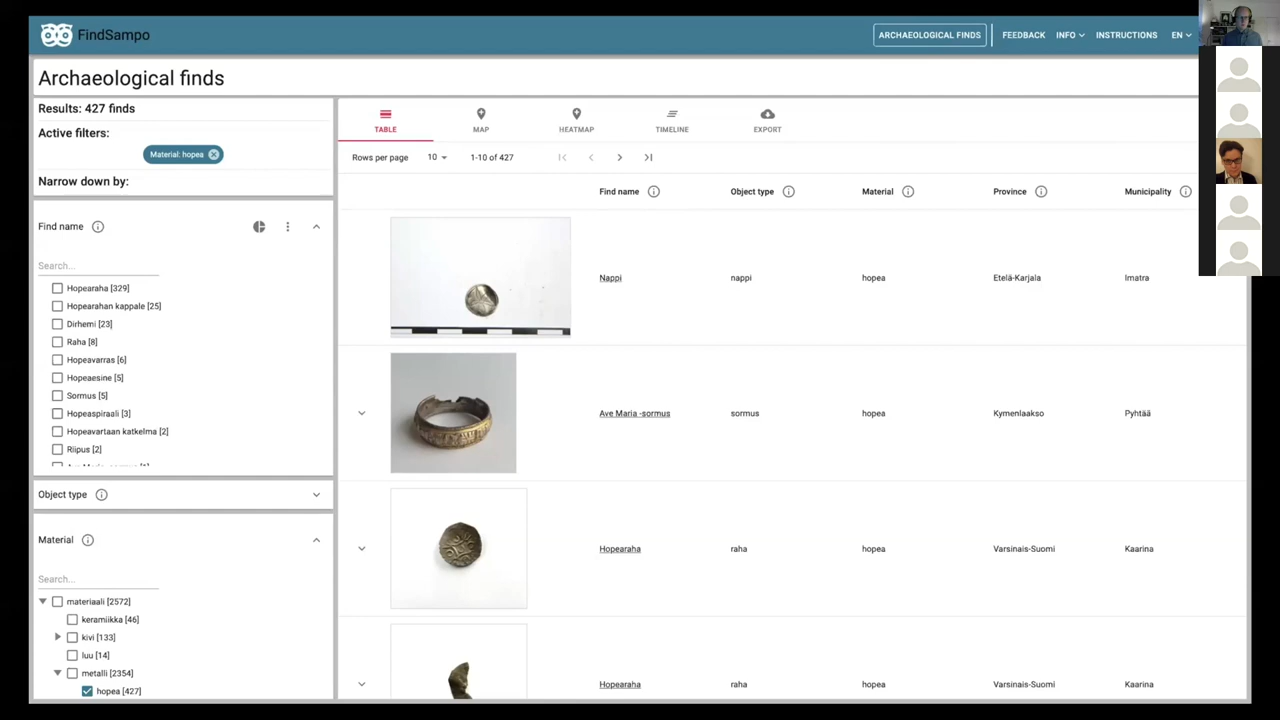 FindSampo
ARCHAEOLOGICAL FINDS
FEEDBACK
INFO
INSTRUCTIONS
EN
Archaeological finds
Results: 427 finds
Active filters:
Material: hopea
Narrow down by:
Find name
Search...
Hopearaha [329]
Hopearahan kappale [25]
Dirhemi [23]
Raha [8]
Hopeavarras [6]
Hopeaesine [5]
Sormus [5]
Hopeaspiraali [3]
Hopeavartaan katkelma [2]
Riipus [2]
Object type
Material
Search...
materiaali [2572]
keramiikka [46]
kivi [133]
luu [14]
metalli [2354]
hopea [427]
TABLE
MAP
HEATMAP
TIMELINE
EXPORT
Rows per page 10 1-10 of 427
Find name Object type Material Province Municipality
Nappi nappi hopea Etelä-Karjala Imatra
Ave Maria -sormus sormus hopea Kymenlaakso Pyhtää
Hopearaha raha hopea Varsinais-Suomi Kaarina
Hopearaha raha hopea Varsinais-Suomi Kaarina